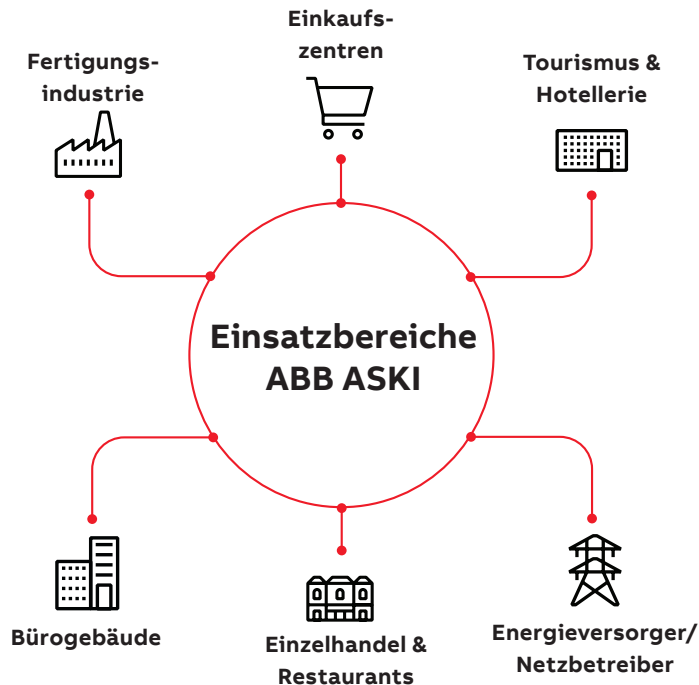 Einkaufs-
zentren
Fertigungs-
industrie
Tourismus &
Hotellerie
Einsatzbereiche
ABB ASKI
Bürogebäude
Einzelhandel &
Restaurants
Energieversorger/
Netzbetreiber